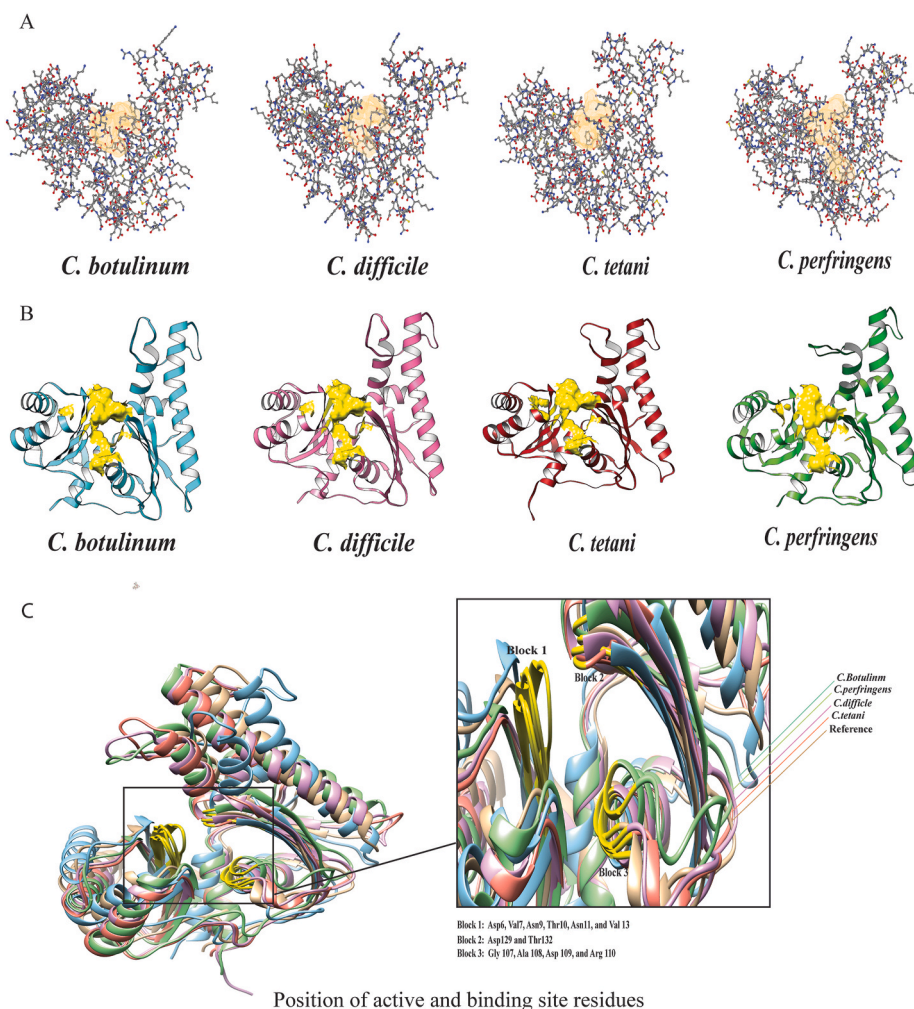 A
C. botulinum
C. difficile
C. tetani
C. perfringens
B
C. botulinum
C. difficile
C. tetani
C. perfringens
C
Block 1
Block 2
Block 3
C.Botulinm
C.perfringens
C.difficle
C.tetani
Reference
Block 1: Asp6, Val7, Asn9, Thr10, Asn11, and Val 13
Block 2: Asp129 and Thr132
Block 3: Gly 107, Ala 108, Asp 109, and Arg 110
Position of active and binding site residues